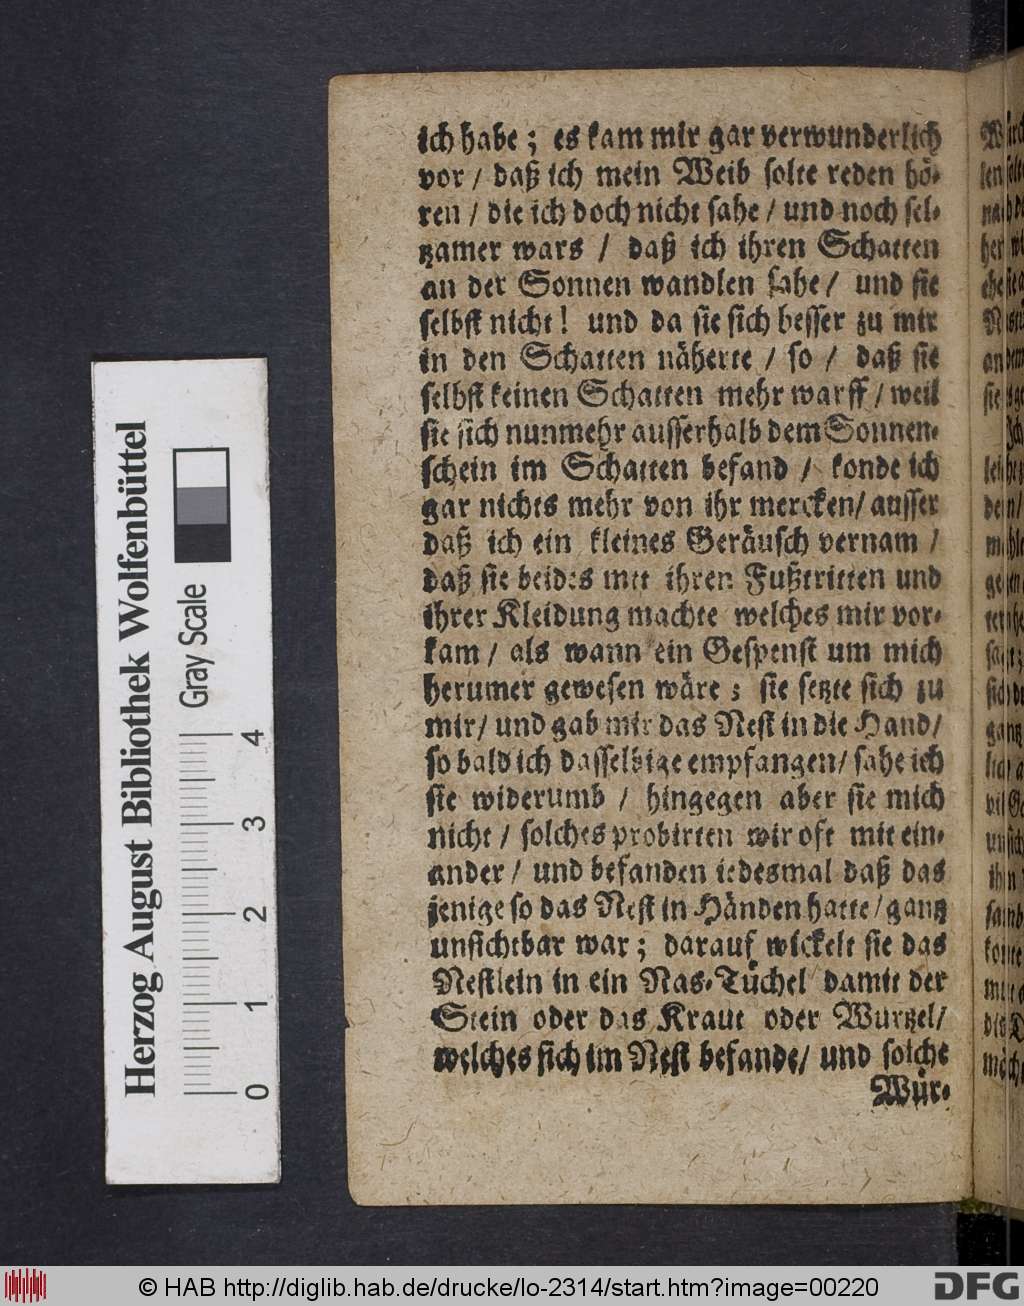 ich habe; es kam mir gar verwunderlich
vor / daß ich mein Weib solte reden hö-
ren / die ich doch nicht sahe / und noch sel-
tzamer wars / daß ich ihren Schatten
an der Sonnen wandlen sahe / und sie
selbst nicht! und da sie sich besser zu mir
in den Schatten näherte / so / daß sie
selbst keinen Schatten mehr warff / weil
sie sich nunmehr ausserhalb dem Sonnen-
schein im Schatten befand / konde ich
gar nichts mehr von ihr mercken / ausser
daß ich ein kleines Geräusch vernam /
daß sie beides mit ihren Fußtritten und
ihrer Kleidung machte welches mir vor-
kam / als wann ein Gespenst um mich
herumer gewesen wäre; sie setzte sich zu
mir / und gab mir das Nest in die Hand /
so bald ich dasselbige empfangen / sahe ich
sie widerumb / hingegen aber sie mich
nicht / solches probirten wir oft mit ein-
ander / und befanden iedesmal daß das
jenige so das Nest in Händen hatte / gantz
unsichtbar war; darauf wickelt sie das
Nestlein in ein Nas-Tüchel damit der
Stein oder das Kraut oder Wurtzel /
welches sich im Nest befande / und solche
Wür-
Herzog August Bibliothek Wolfenbüttel
Gray Scale
0 1 2 3 4
© HAB http://diglib.hab.de/drucke/lo-2314/start.htm?image=00220
DFG